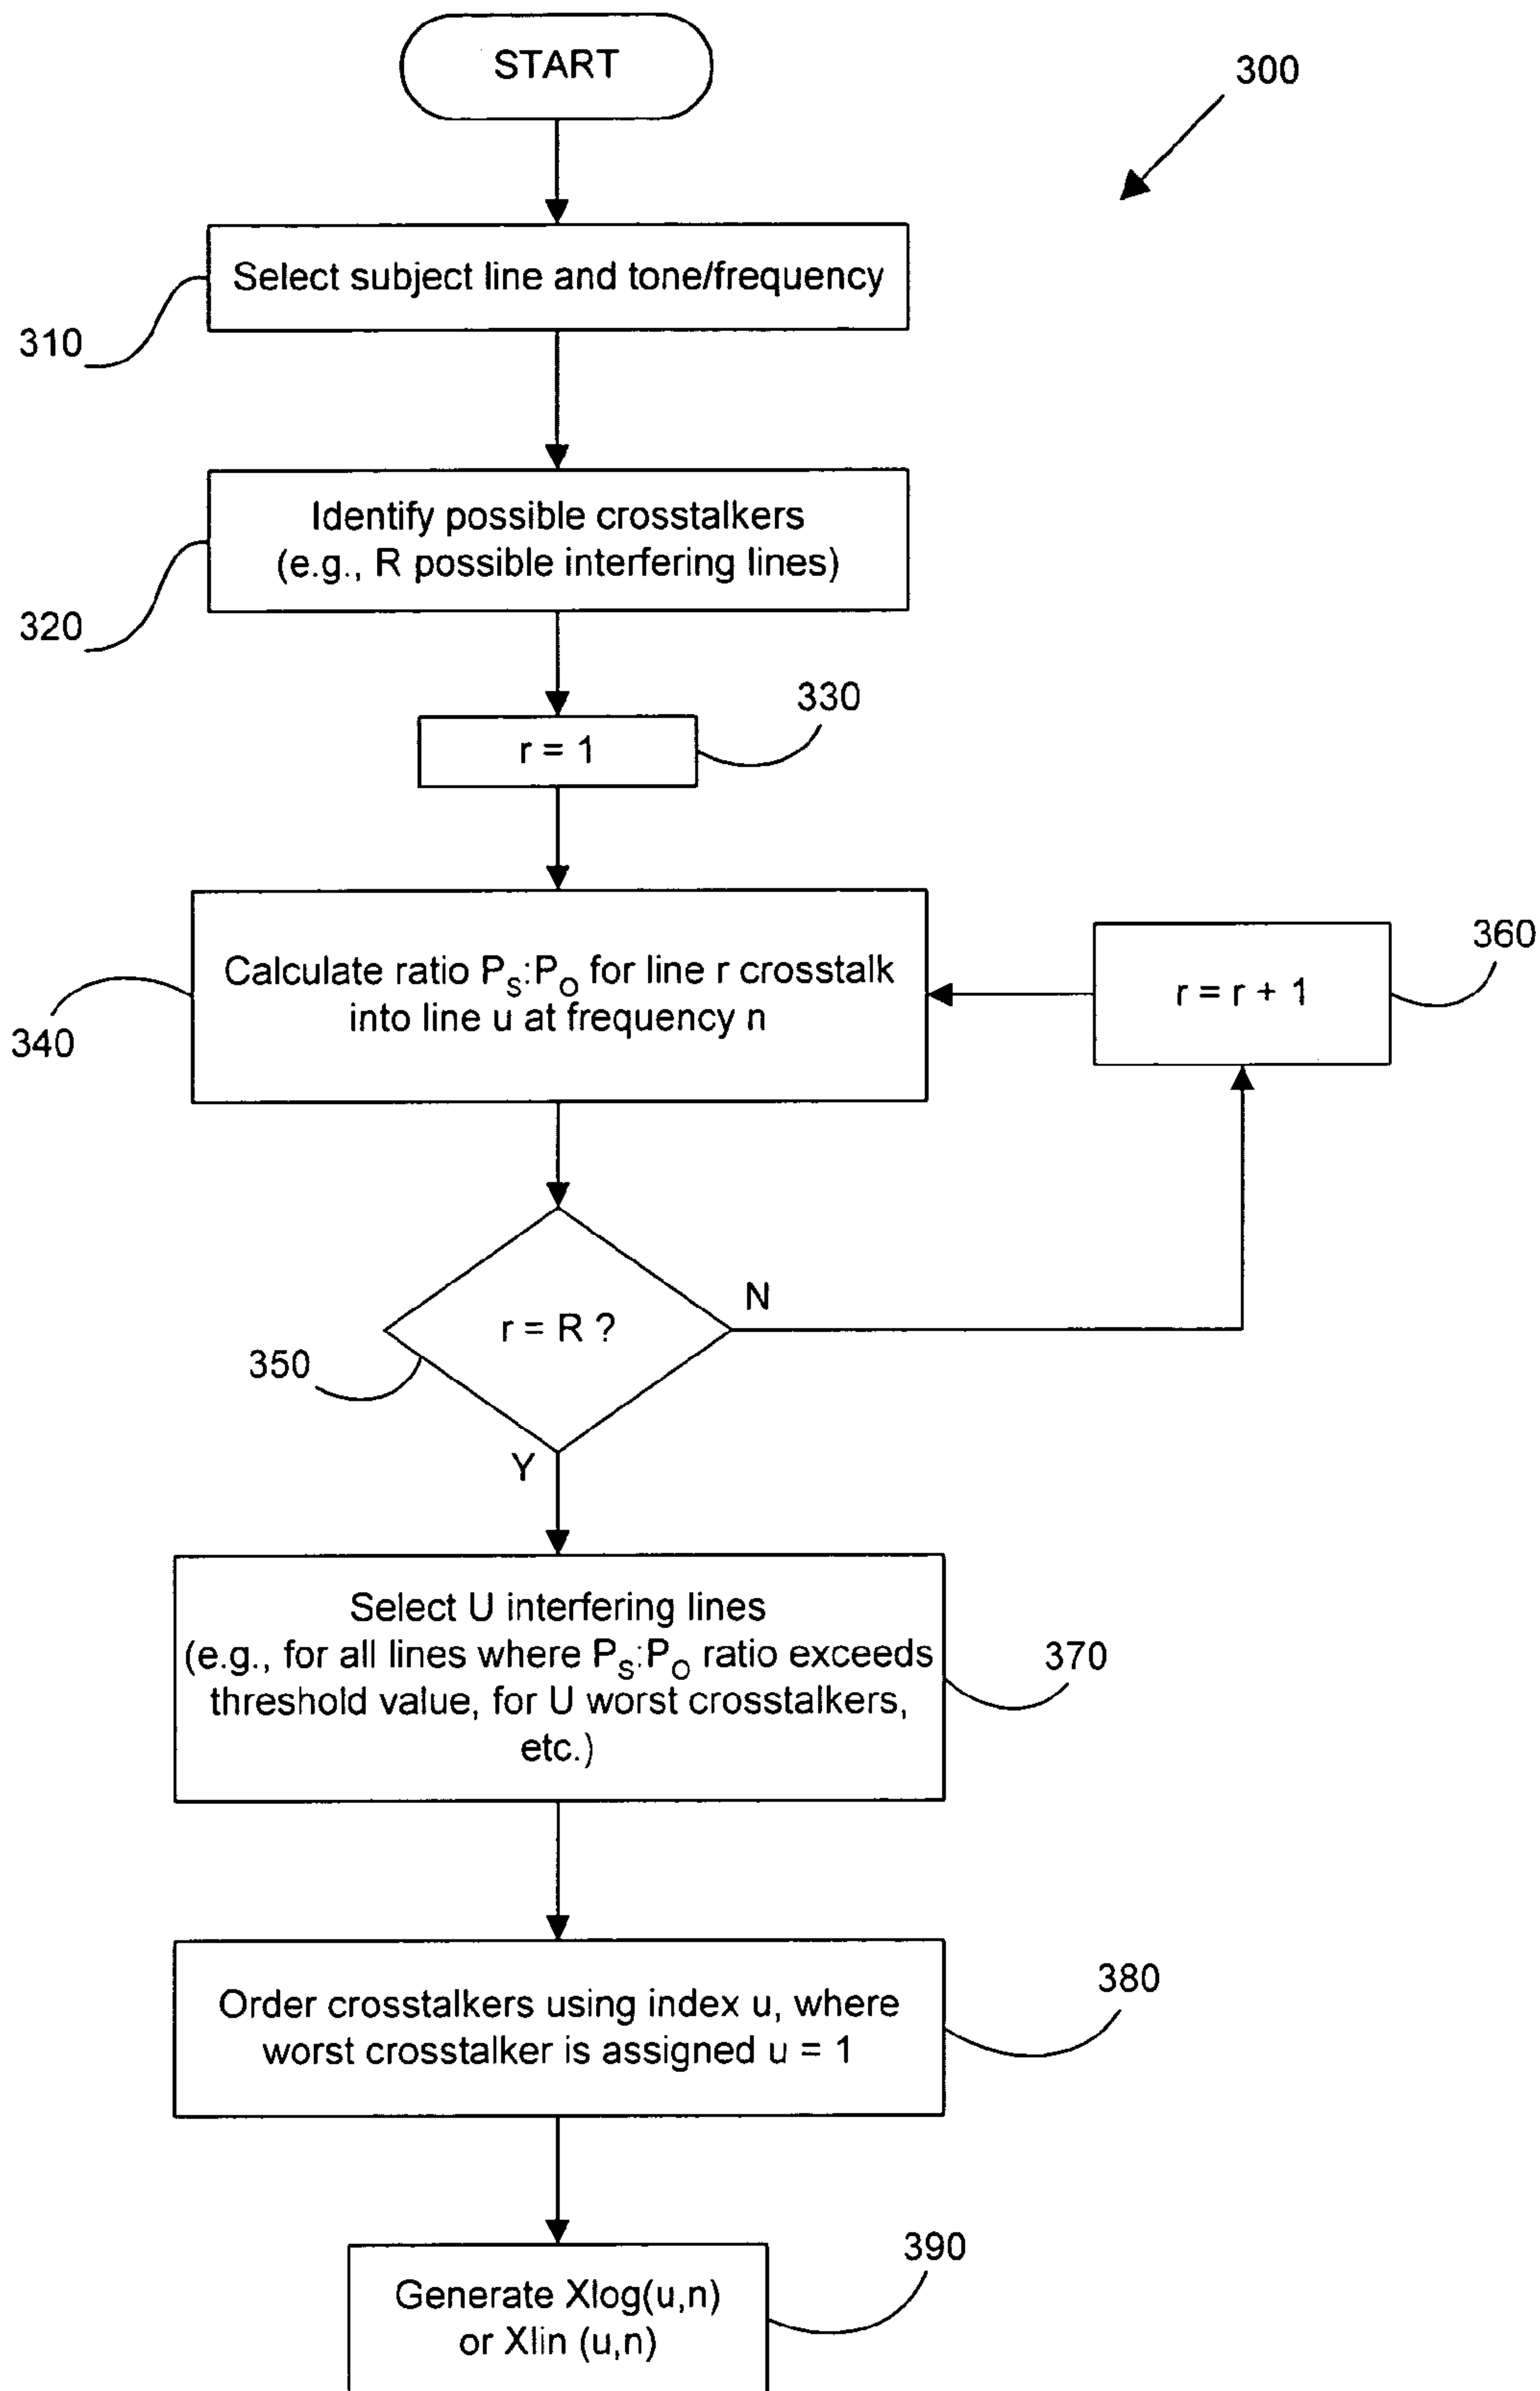 START
300
Select subject line and tone/frequency
310
Identify possible crosstalkers
(e.g., R possible interfering lines)
320
330
r = 1
360
Calculate ratio PS:PO for line r crosstalk
into line u at frequency n
r = r + 1
340
N
r = R ?
350
Y
Select U interfering lines
(e.g., for all lines where PS:PO ratio exceeds
threshold value, for U worst crosstalkers,
etc.)
370
380
Order crosstalkers using index u, where
worst crosstalker is assigned u = 1
390
Generate Xlog(u,n)
or Xlin (u,n)